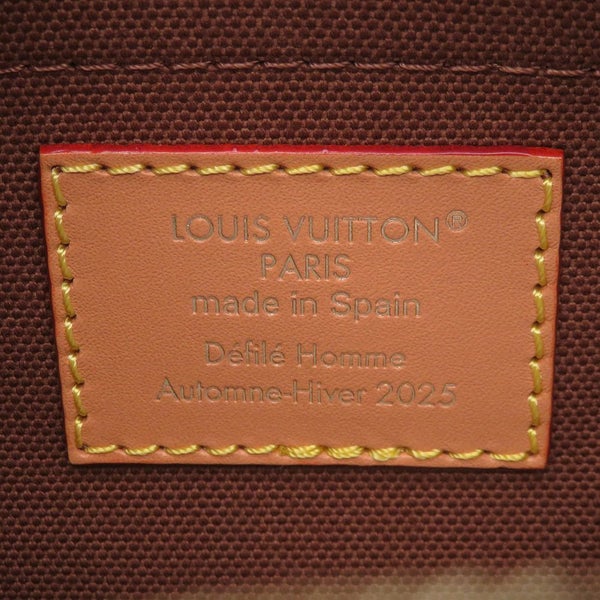 LOUIS VUITTON®
PARIS
made in Spain
Défilé Homme
Automne-Hiver 2025